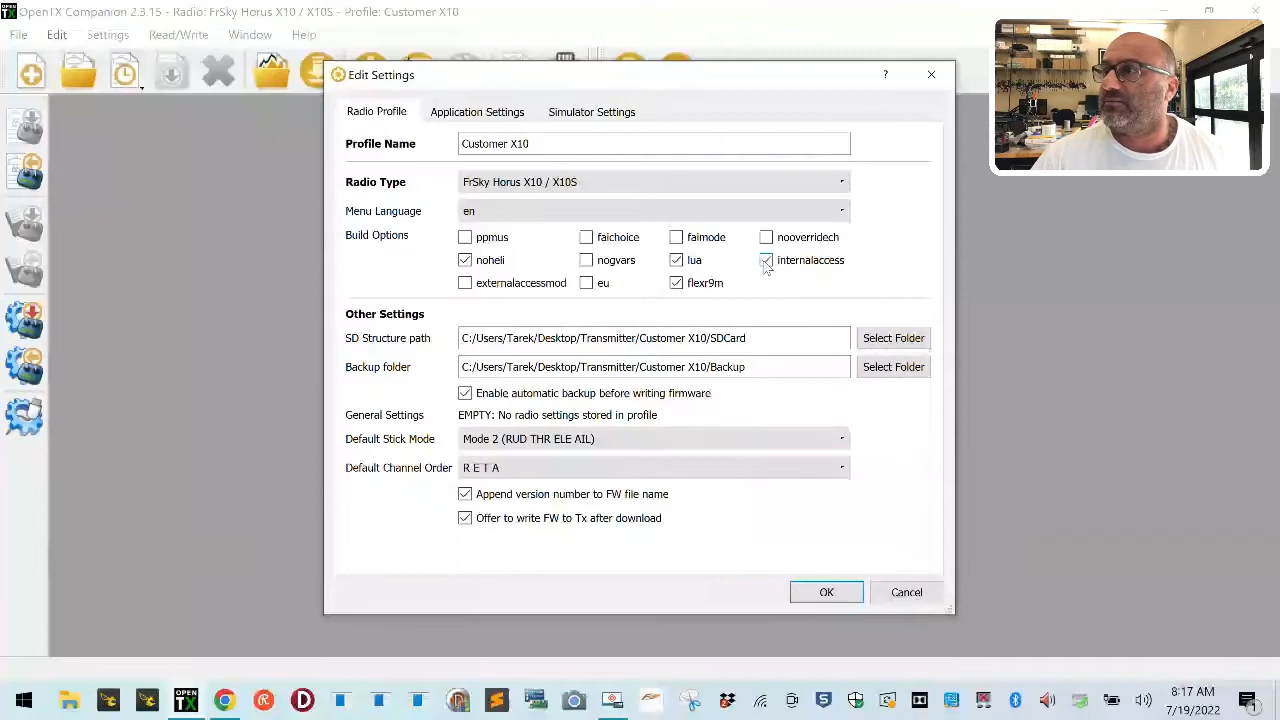 OpenTX Companion 2.3.15 - Radio: FrSky Horus X10 / X10S - Profile: Customer X10
File Edit Settings Read/Write Window
Edit Settings
Radio Profile Application Settings Simulator Settings
Profile Name Customer X10
Radio Type FrSky Horus X10 / X10S
Menu Language en
Build Options ppmus faichoice faimode nooverridech
noheli nogvars lua internalaccess
externalaccessmod eu flexr9m
Other Settings
SD Structure path C:/Users/Tarek/Desktop/Transmitter/Customer X10/SDCard Select Folder
Backup folder C:/Users/Tarek/Desktop/Transmitter/Customer X10/Backup Select Folder
Enable automatic backup before writing firmware
General Settings EMPTY: No radio settings stored in profile
Default Stick Mode Mode 2 (RUD THR ELE AIL)
Default Channel Order R E T A
Append version number to FW file name
Offer to write FW to Tx after download
OK Cancel
OPEN TX
8:17 AM
7/19/2022